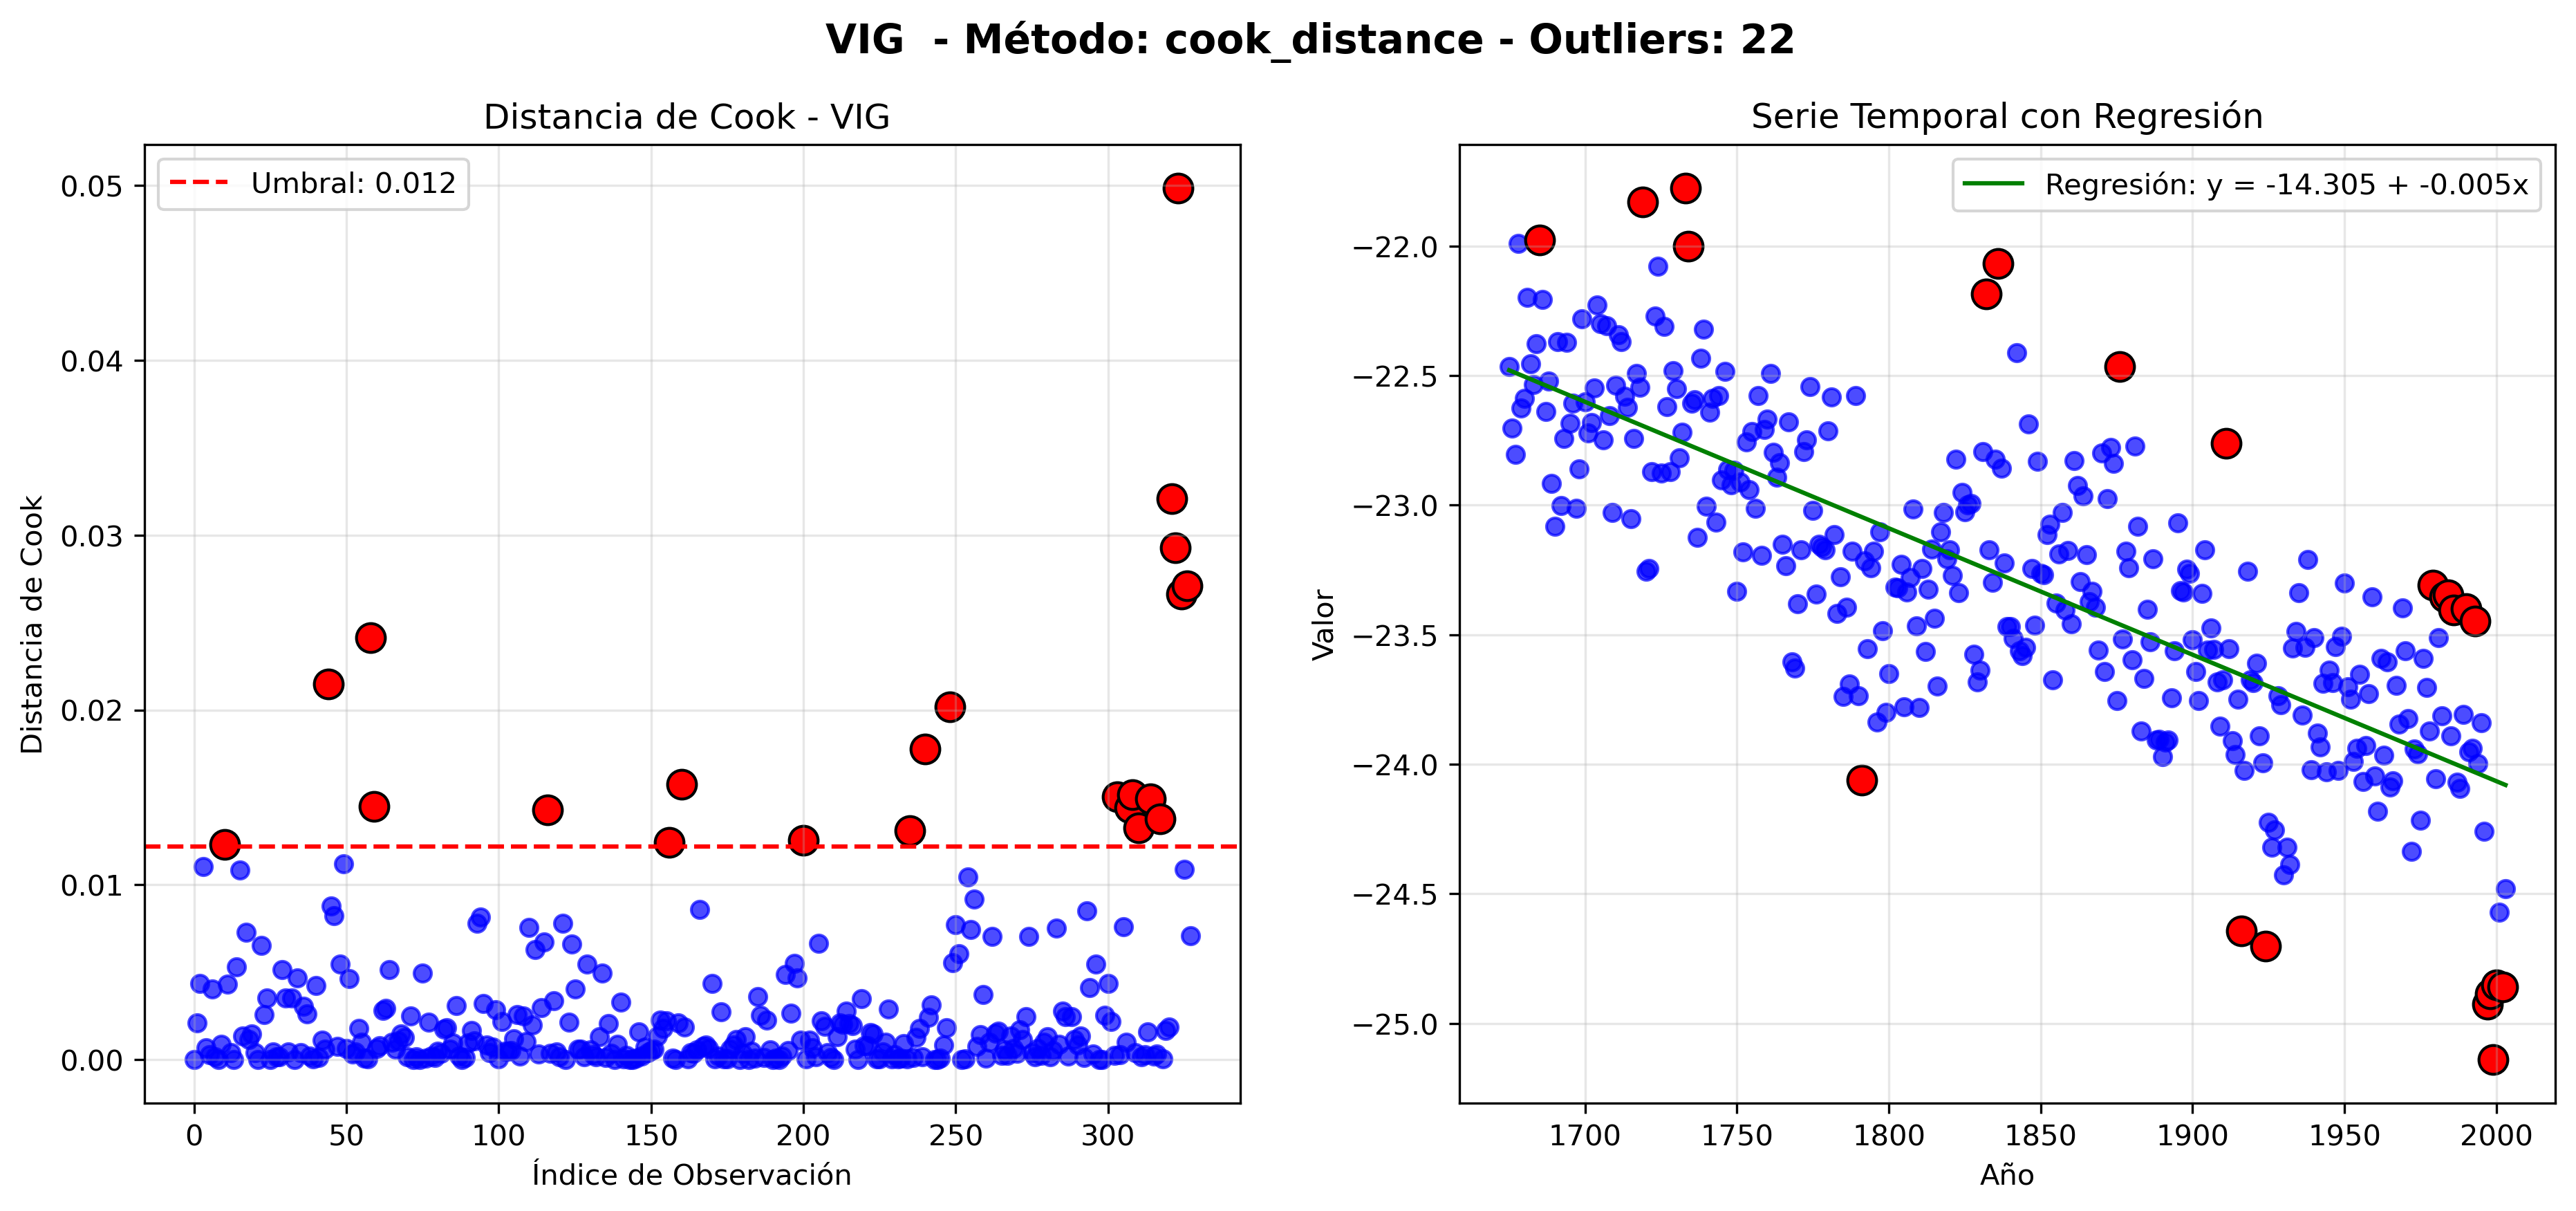 VIG  - Método: cook_distance - Outliers: 22
Distancia de Cook - VIG
Umbral: 0.012
Distancia de Cook
0.05
0.04
0.03
0.02
0.01
0.00
0 50 100 150 200 250 300
Índice de Observación
Serie Temporal con Regresión
Regresión: y = -14.305 + -0.005x
Valor
−22.0
−22.5
−23.0
−23.5
−24.0
−24.5
−25.0
1700 1750 1800 1850 1900 1950 2000
Año